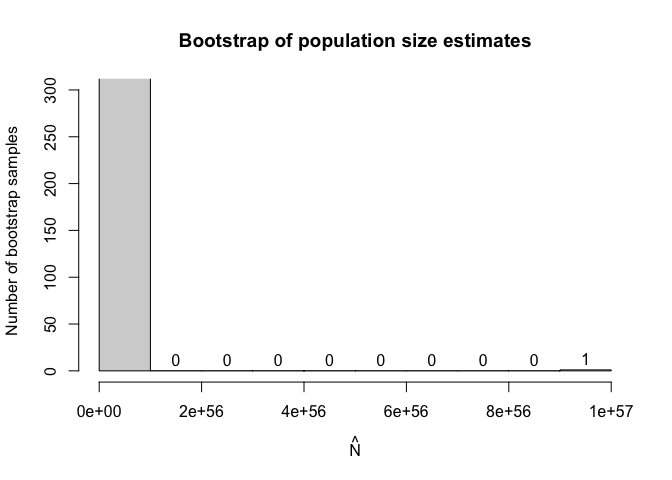 Bootstrap of population size estimates
Number of bootstrap samples
300
250
200
150
100
50
0
0 0 0 0 0 0 0 0 1
0e+00 2e+56 4e+56 6e+56 8e+56 1e+57
N̂